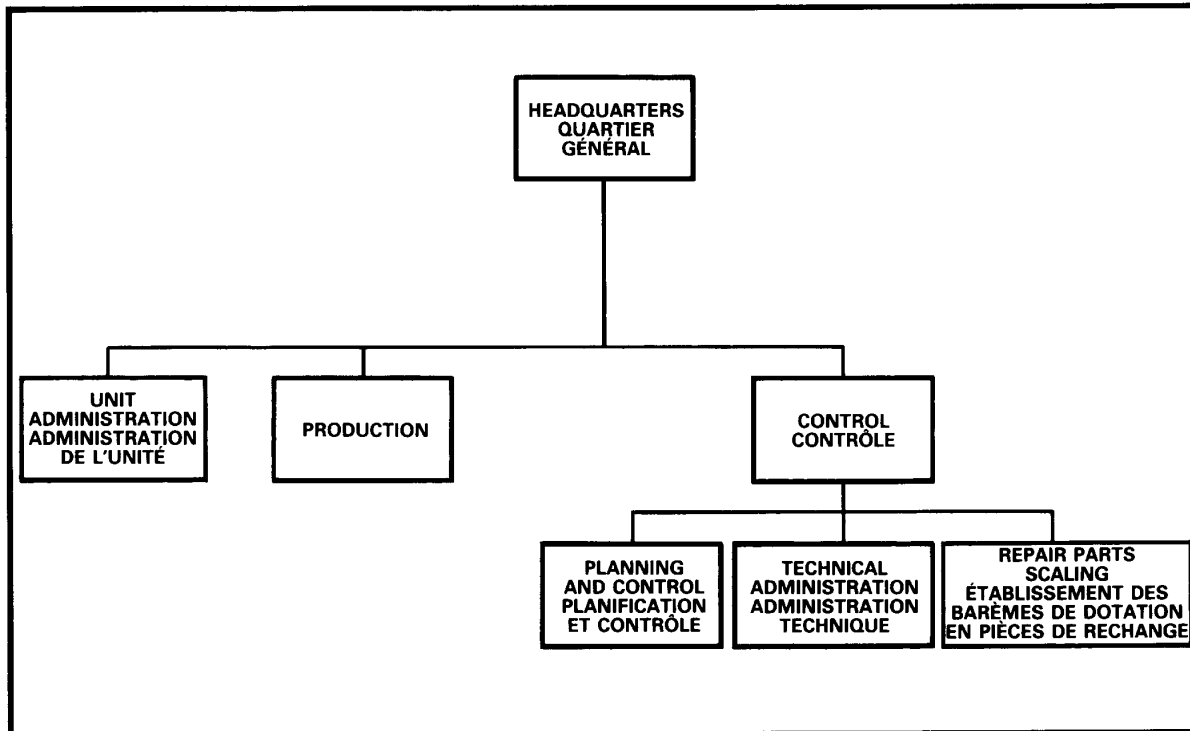 HEADQUARTERS
QUARTIER
GÉNÉRAL
UNIT
ADMINISTRATION
ADMINISTRATION
DE L'UNITÉ
PRODUCTION
CONTROL
CONTRÔLE
PLANNING
AND CONTROL
PLANIFICATION
ET CONTRÔLE
TECHNICAL
ADMINISTRATION
ADMINISTRATION
TECHNIQUE
REPAIR PARTS
SCALING
ÉTABLISSEMENT DES
BARÈMES DE DOTATION
EN PIÈCES DE RECHANGE